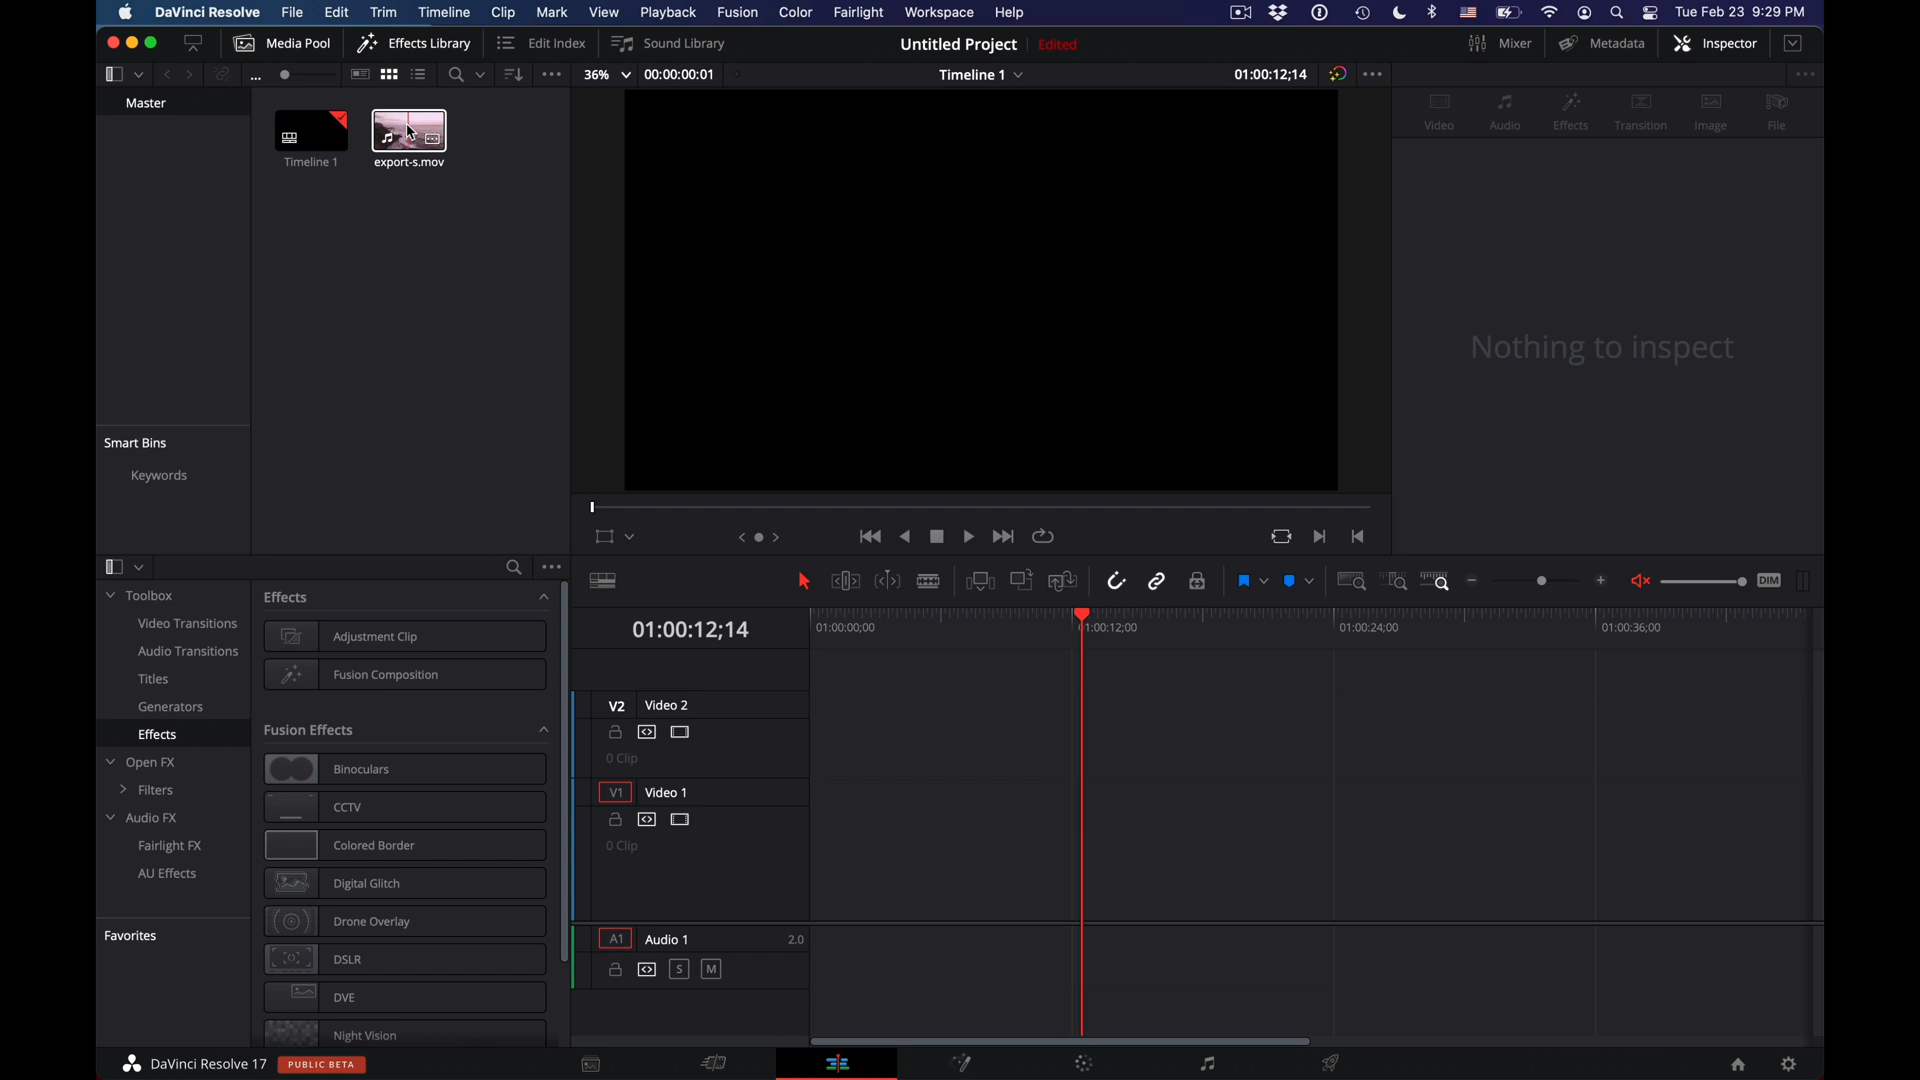 DaVinci Resolve File Edit Trim Timeline Clip Mark View Playback Fusion Color Fairlight Workspace Help Tue Feb 23 9:29 PM
Media Pool Effects Library Edit Index Sound Library Untitled Project Edited Mixer Metadata Inspector
... 36% 00:00:00:01 Timeline 1 01:00:12;14
Master
Video Audio Effects Transition Image File
Timeline 1 export-s.mov
Nothing to inspect
Smart Bins
Keywords
DIM
Toolbox
Video Transitions
Audio Transitions
Titles
Generators
Effects
Open FX
Filters
Audio FX
Fairlight FX
AU Effects
Favorites
Effects
Adjustment Clip
Fusion Composition
Fusion Effects
Binoculars
CCTV
Colored Border
Digital Glitch
Drone Overlay
DSLR
DVE
Night Vision
01:00:12;14
01:00:00;00 1:00:12;00 01:00:24;00 01:00:36;00
V2 Video 2
0 Clip
V1 Video 1
0 Clip
A1 Audio 1 2.0
S M
DaVinci Resolve 17 PUBLIC BETA